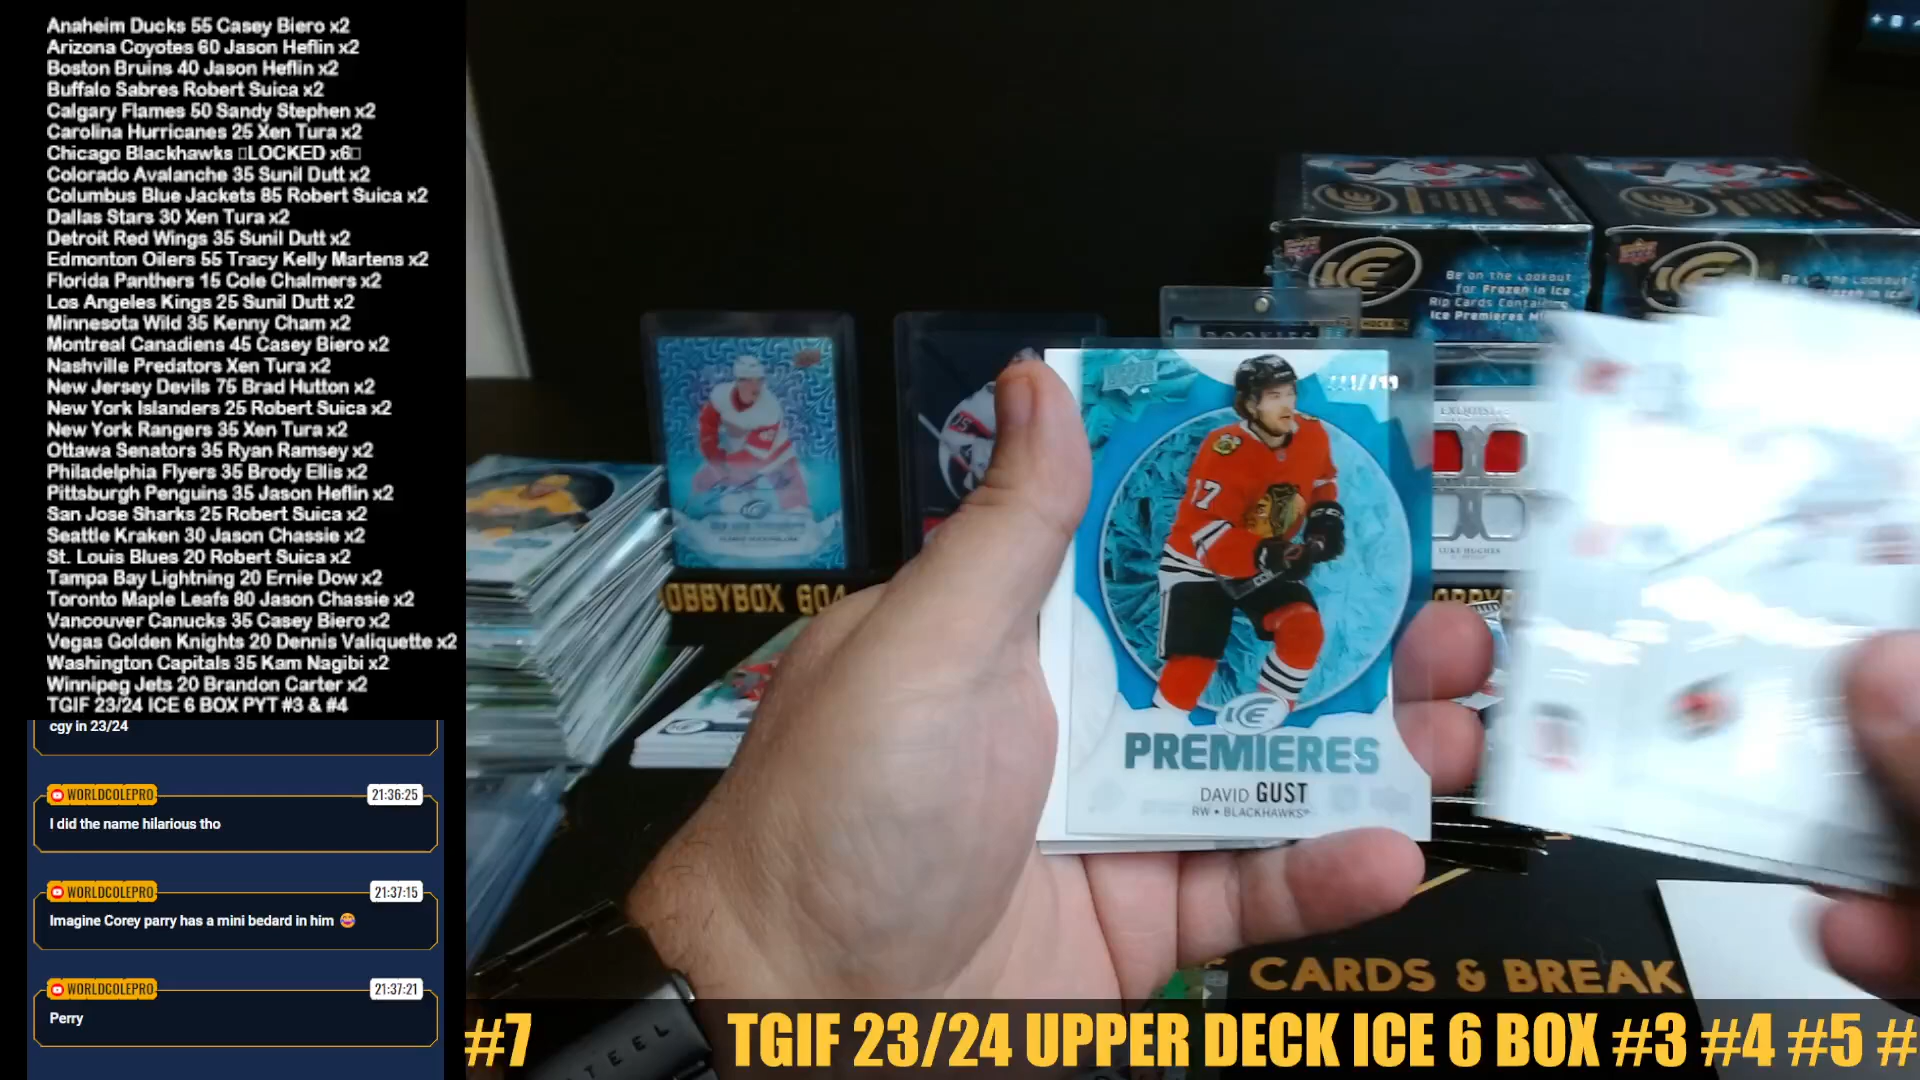 Anaheim Ducks 55 Casey Biero x2
Arizona Coyotes 60 Jason Heflin x2
Boston Bruins 40 Jason Heflin x2
Buffalo Sabres Robert Suica x2
Calgary Flames 50 Sandy Stephen x2
Carolina Hurricanes 25 Xen Tura x2
Chicago Blackhawks LOCKED x6
Colorado Avalanche 35 Sunil Dutt x2
Columbus Blue Jackets 85 Robert Suica x2
Dallas Stars 30 Xen Tura x2
Detroit Red Wings 35 Sunil Dutt x2
Edmonton Oilers 55 Tracy Kelly Martens x2
Florida Panthers 15 Cole Chalmers x2
Los Angeles Kings 25 Sunil Dutt x2
Minnesota Wild 35 Kenny Cham x2
Montreal Canadiens 45 Casey Biero x2
Nashville Predators Xen Tura x2
New Jersey Devils 75 Brad Hutton x2
New York Islanders 25 Robert Suica x2
New York Rangers 35 Xen Tura x2
Ottawa Senators 35 Ryan Ramsey x2
Philadelphia Flyers 35 Brody Ellis x2
Pittsburgh Penguins 35 Jason Heflin x2
San Jose Sharks 25 Robert Suica x2
Seattle Kraken 30 Jason Chassie x2
St. Louis Blues 20 Robert Suica x2
Tampa Bay Lightning 20 Ernie Dow x2
Toronto Maple Leafs 80 Jason Chassie x2
Vancouver Canucks 35 Casey Biero x2
Vegas Golden Knights 20 Dennis Valiquette x2
Washington Capitals 35 Kam Nagibi x2
Winnipeg Jets 20 Brandon Carter x2
TGIF 23/24 ICE 6 BOX PYT #3 & #4
cgy in 23/24
WORLDCOLEPRO 21:36:25
I did the name hilarious tho
WORLDCOLEPRO 21:37:15
Imagine Corey parry has a mini bedard in him 😂
WORLDCOLEPRO 21:37:21
Perry
ICE
Be on the Lookout
for Frozen in Ice
Rip Cards
Ice Premieres
ROOKIES
EXQUISITE
LUKE HUGHES
17
ICE
PREMIERES
DAVID GUST
RW • BLACKHAWKS
CARDS & BREAK
STEEL
#7 TGIF 23/24 UPPER DECK ICE 6 BOX #3 #4 #5 #